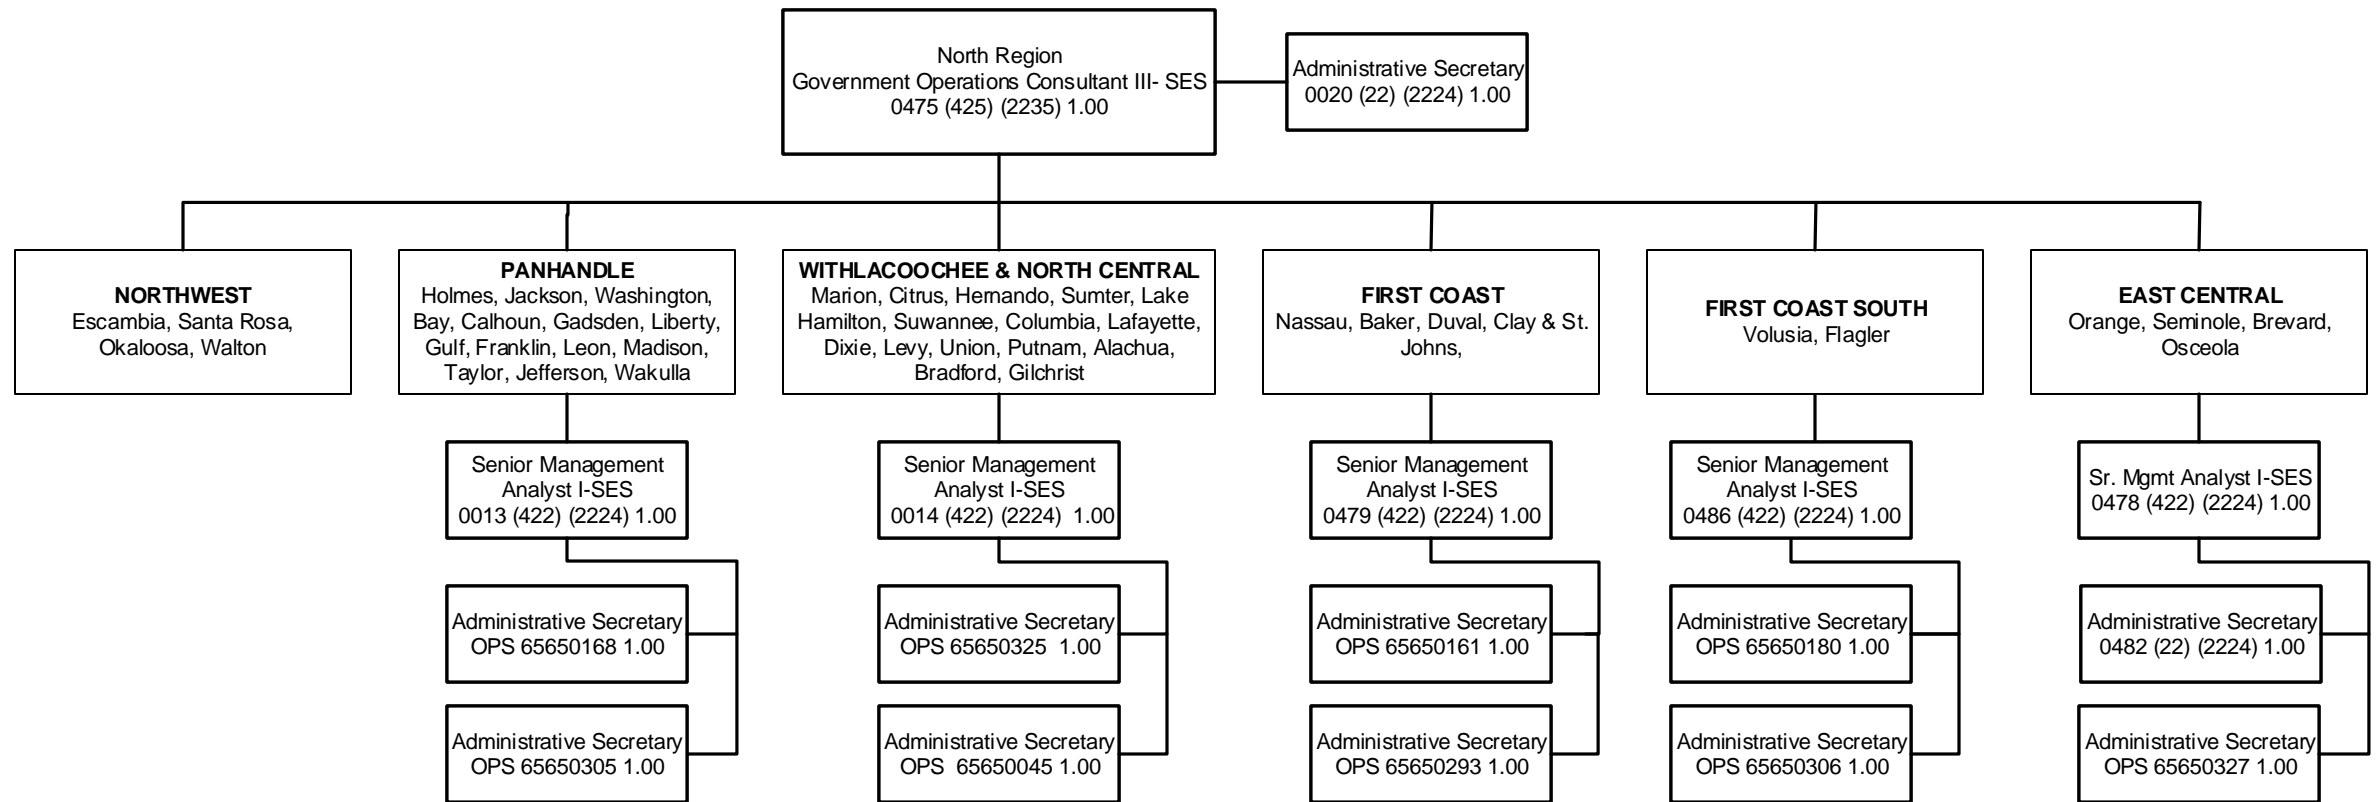 North Region
Government Operations Consultant III- SES
0475 (425) (2235) 1.00
Administrative Secretary
0020 (22) (2224) 1.00
NORTHWEST
Escambia, Santa Rosa,
Okaloosa, Walton
PANHANDLE
Holmes, Jackson, Washington,
Bay, Calhoun, Gadsden, Liberty,
Gulf, Franklin, Leon, Madison,
Taylor, Jefferson, Wakulla
WITHLACOOCHEE & NORTH CENTRAL
Marion, Citrus, Hernando, Sumter, Lake
Hamilton, Suwannee, Columbia, Lafayette,
Dixie, Levy, Union, Putnam, Alachua,
Bradford, Gilchrist
FIRST COAST
Nassau, Baker, Duval, Clay & St.
Johns,
FIRST COAST SOUTH
Volusia, Flagler
EAST CENTRAL
Orange, Seminole, Brevard,
Osceola
Senior Management
Analyst I-SES
0013 (422) (2224) 1.00
Senior Management
Analyst I-SES
0014 (422) (2224)  1.00
Senior Management
Analyst I-SES
0479 (422) (2224) 1.00
Senior Management
Analyst I-SES
0486 (422) (2224) 1.00
Sr. Mgmt Analyst I-SES
0478 (422) (2224) 1.00
Administrative Secretary
OPS 65650168 1.00
Administrative Secretary
OPS 65650325  1.00
Administrative Secretary
OPS 65650161 1.00
Administrative Secretary
OPS 65650180 1.00
Administrative Secretary
0482 (22) (2224) 1.00
Administrative Secretary
OPS 65650305 1.00
Administrative Secretary
OPS  65650045 1.00
Administrative Secretary
OPS 65650293 1.00
Administrative Secretary
OPS 65650306 1.00
Administrative Secretary
OPS 65650327 1.00